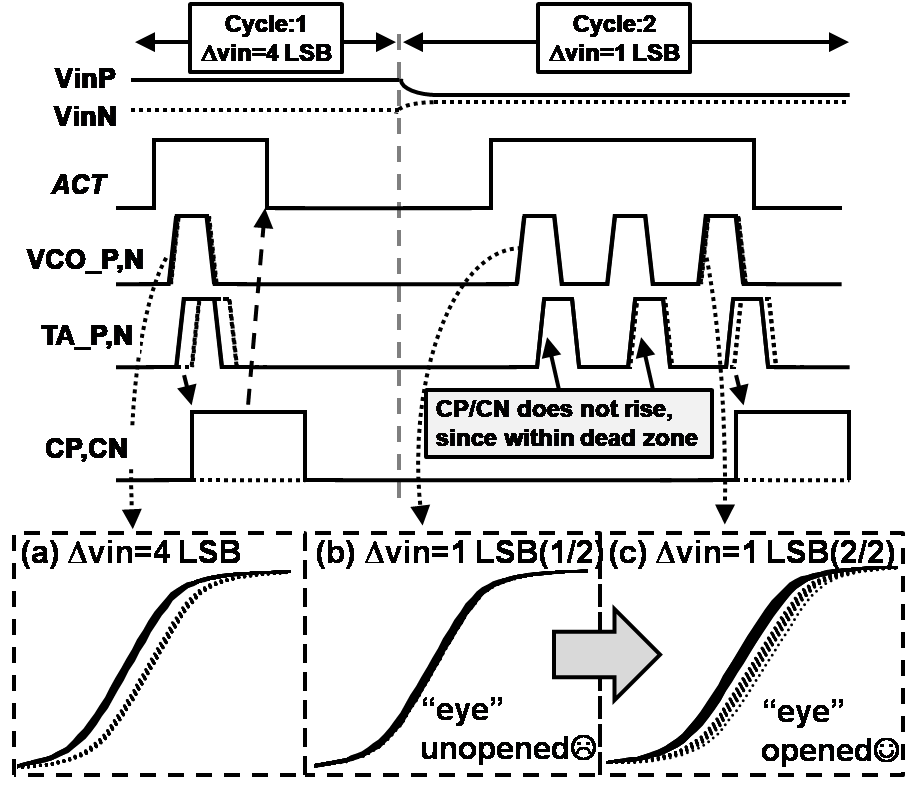 Cycle:1
Δvin=4 LSB
Cycle:2
Δvin=1 LSB
VinP
VinN
ACT
VCO_P,N
TA_P,N
CP/CN does not rise,
since within dead zone
CP,CN
(a) Δvin=4 LSB
(b) Δvin=1 LSB(1/2)
(c) Δvin=1 LSB(2/2)
“eye”
unopened☹
“eye”
opened☺